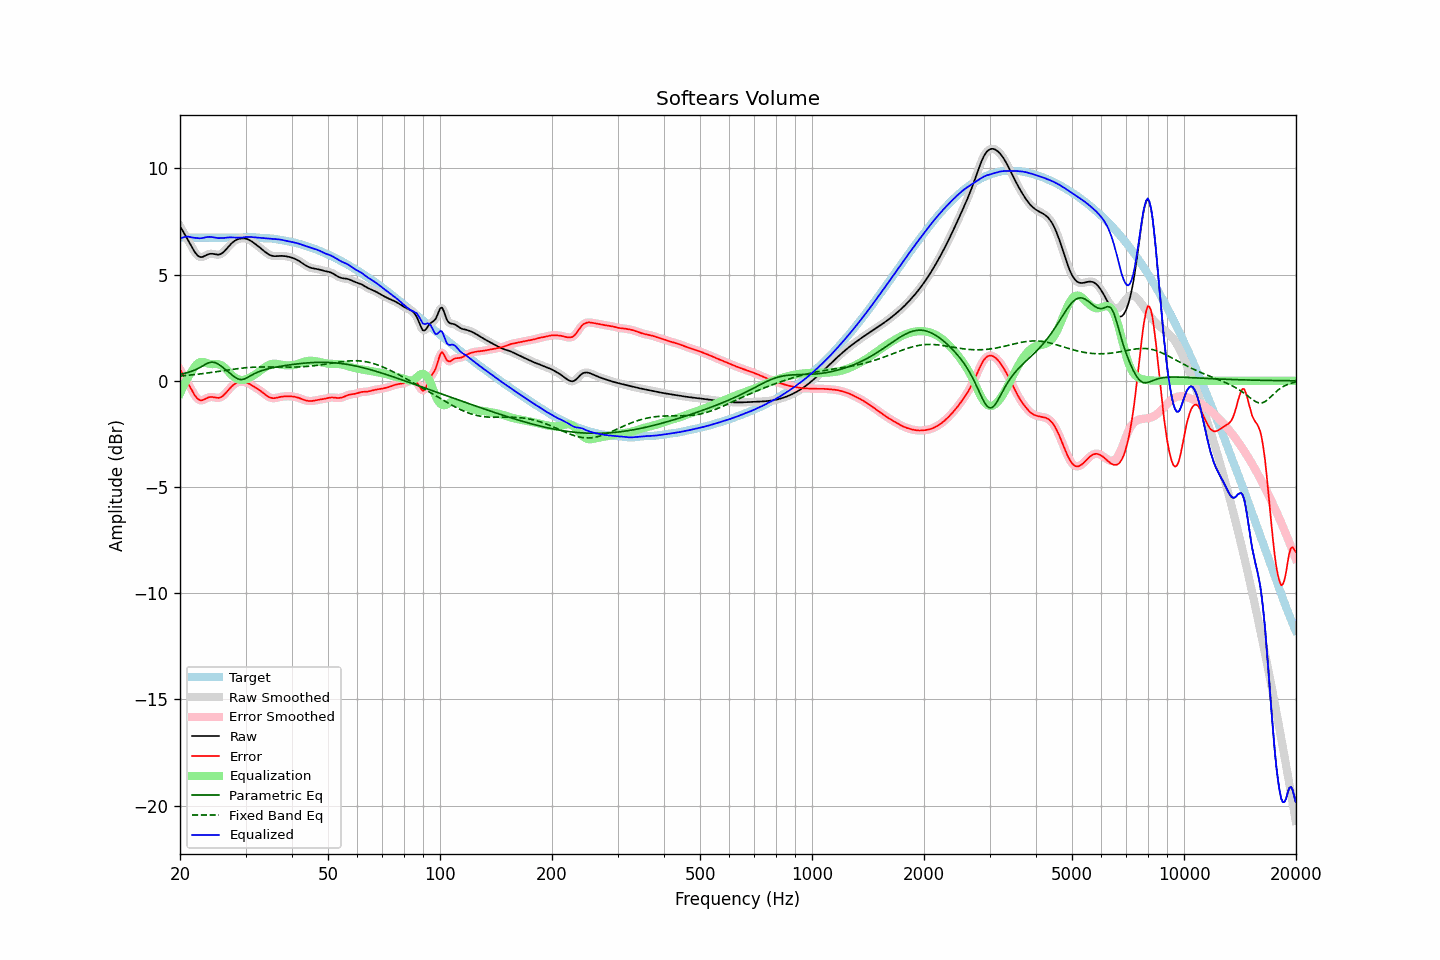 Softears Volume
Amplitude (dBr)
10
5
0
−5
−10
−15
−20
Target
Raw Smoothed
Error Smoothed
Raw
Error
Equalization
Parametric Eq
Fixed Band Eq
Equalized
20 50 100 200 500 1000 2000 5000 10000 20000
Frequency (Hz)